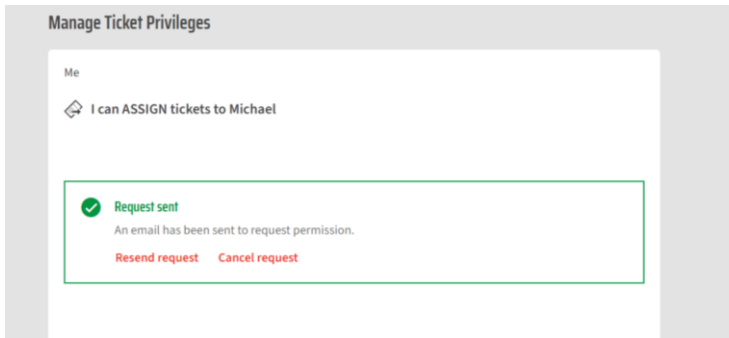 Manage Ticket Privileges
Me
I can ASSIGN tickets to Michael
Request sent
An email has been sent to request permission.
Resend request Cancel request